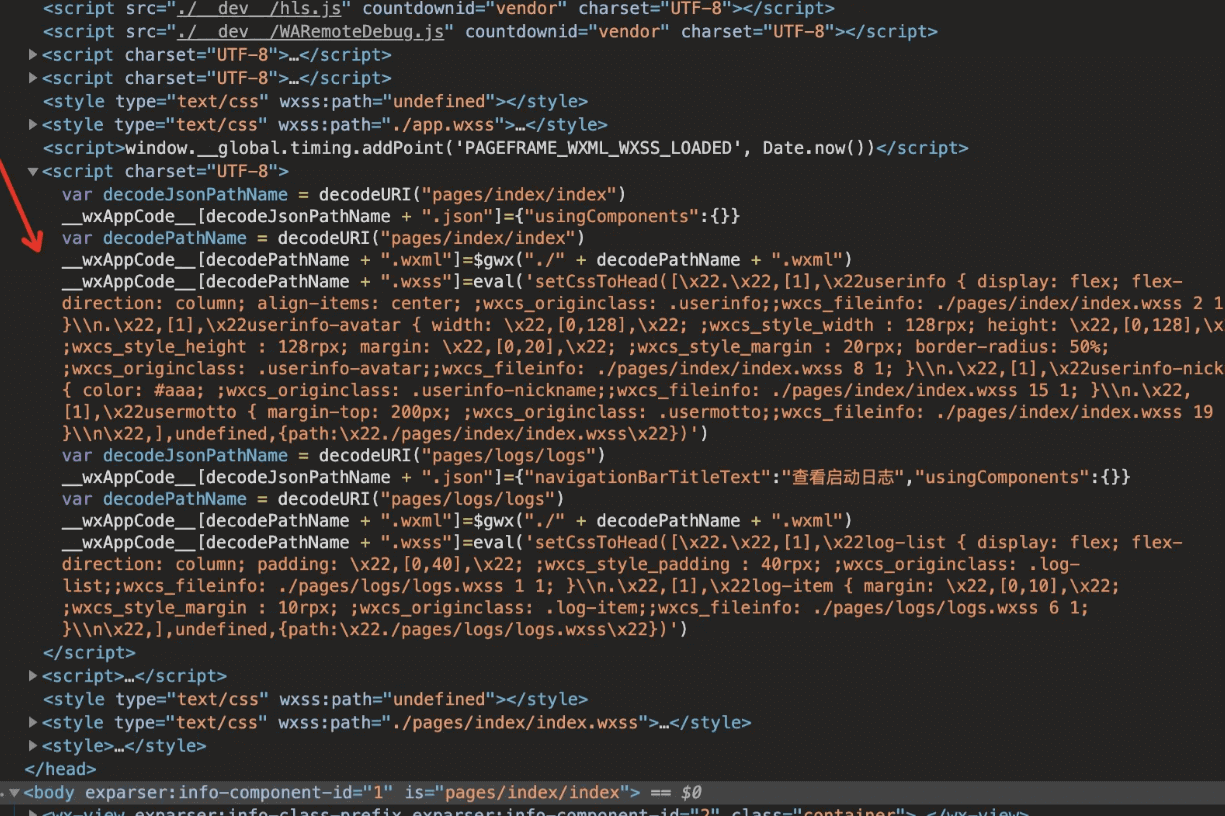 <script src="./__dev__/hls.js" countdownid="vendor" charset="UTF-8"></script>
<script src="./__dev__/WARemoteDebug.js" countdownid="vendor" charset="UTF-8"></script>
<script charset="UTF-8">…</script>
<script charset="UTF-8">…</script>
<style type="text/css" wxss:path="undefined"></style>
<style type="text/css" wxss:path="./app.wxss">…</style>
<script>window.__global.timing.addPoint('PAGEFRAME_WXML_WXSS_LOADED', Date.now())</script>
<script charset="UTF-8">
var decodeJsonPathName = decodeURI("pages/index/index")
__wxAppCode__[decodeJsonPathName + ".json"]={"usingComponents":{}}
var decodePathName = decodeURI("pages/index/index")
__wxAppCode__[decodePathName + ".wxml"]=$gwx("./" + decodePathName + ".wxml")
__wxAppCode__[decodePathName + ".wxss"]=eval('setCssToHead([\x22.\x22,[1],\x22userinfo { display: flex; flex-
direction: column; align-items: center; ;wxcs_originclass: .userinfo;;wxcs_fileinfo: ./pages/index/index.wxss 2 1
}\\n.\x22,[1],\x22userinfo-avatar { width: \x22,[0,128],\x22; ;wxcs_style_width : 128rpx; height: \x22,[0,128],\x
;wxcs_style_height : 128rpx; margin: \x22,[0,20],\x22; ;wxcs_style_margin : 20rpx; border-radius: 50%;
;wxcs_originclass: .userinfo-avatar;;wxcs_fileinfo: ./pages/index/index.wxss 8 1; }\\n.\x22,[1],\x22userinfo-nick
{ color: #aaa; ;wxcs_originclass: .userinfo-nickname;;wxcs_fileinfo: ./pages/index/index.wxss 15 1; }\\n.\x22,
[1],\x22usermotto { margin-top: 200px; ;wxcs_originclass: .usermotto;;wxcs_fileinfo: ./pages/index/index.wxss 19
}\\n\x22,],undefined,{path:\x22./pages/index/index.wxss\x22})')
var decodeJsonPathName = decodeURI("pages/logs/logs")
__wxAppCode__[decodeJsonPathName + ".json"]={"navigationBarTitleText":"查看启动日志","usingComponents":{}}
var decodePathName = decodeURI("pages/logs/logs")
__wxAppCode__[decodePathName + ".wxml"]=$gwx("./" + decodePathName + ".wxml")
__wxAppCode__[decodePathName + ".wxss"]=eval('setCssToHead([\x22.\x22,[1],\x22log-list { display: flex; flex-
direction: column; padding: \x22,[0,40],\x22; ;wxcs_style_padding : 40rpx; ;wxcs_originclass: .log-
list;;wxcs_fileinfo: ./pages/logs/logs.wxss 1 1; }\\n.\x22,[1],\x22log-item { margin: \x22,[0,10],\x22;
;wxcs_style_margin : 10rpx; ;wxcs_originclass: .log-item;;wxcs_fileinfo: ./pages/logs/logs.wxss 6 1;
}\\n\x22,],undefined,{path:\x22./pages/logs/logs.wxss\x22})')
</script>
<script>…</script>
<style type="text/css" wxss:path="undefined"></style>
<style type="text/css" wxss:path="./pages/index/index.wxss">…</style>
<style>…</style>
</head>
<body exparser:info-component-id="1" is="pages/index/index"> == $0
<wx-view exparser:info-class-prefix exparser:info-component-id="2" class="container">…</wx-view>